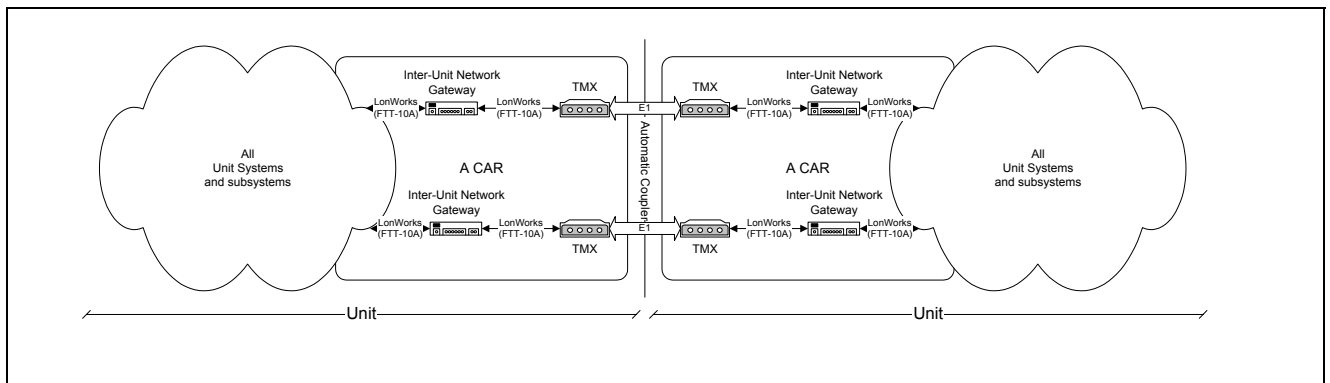 Inter-Unit Network
Gateway
TMX
TMX
Inter-Unit Network
Gateway
LonWorks
(FTT-10A)
LonWorks
(FTT-10A)
E1
LonWorks
(FTT-10A)
LonWorks
(FTT-10A)
All
Unit Systems
and subsystems
A CAR
Automatic Coupler
A CAR
All
Unit Systems
and subsystems
Inter-Unit Network
Gateway
Inter-Unit Network
Gateway
LonWorks
(FTT-10A)
LonWorks
(FTT-10A)
E1
LonWorks
(FTT-10A)
LonWorks
(FTT-10A)
TMX
TMX
Unit
Unit